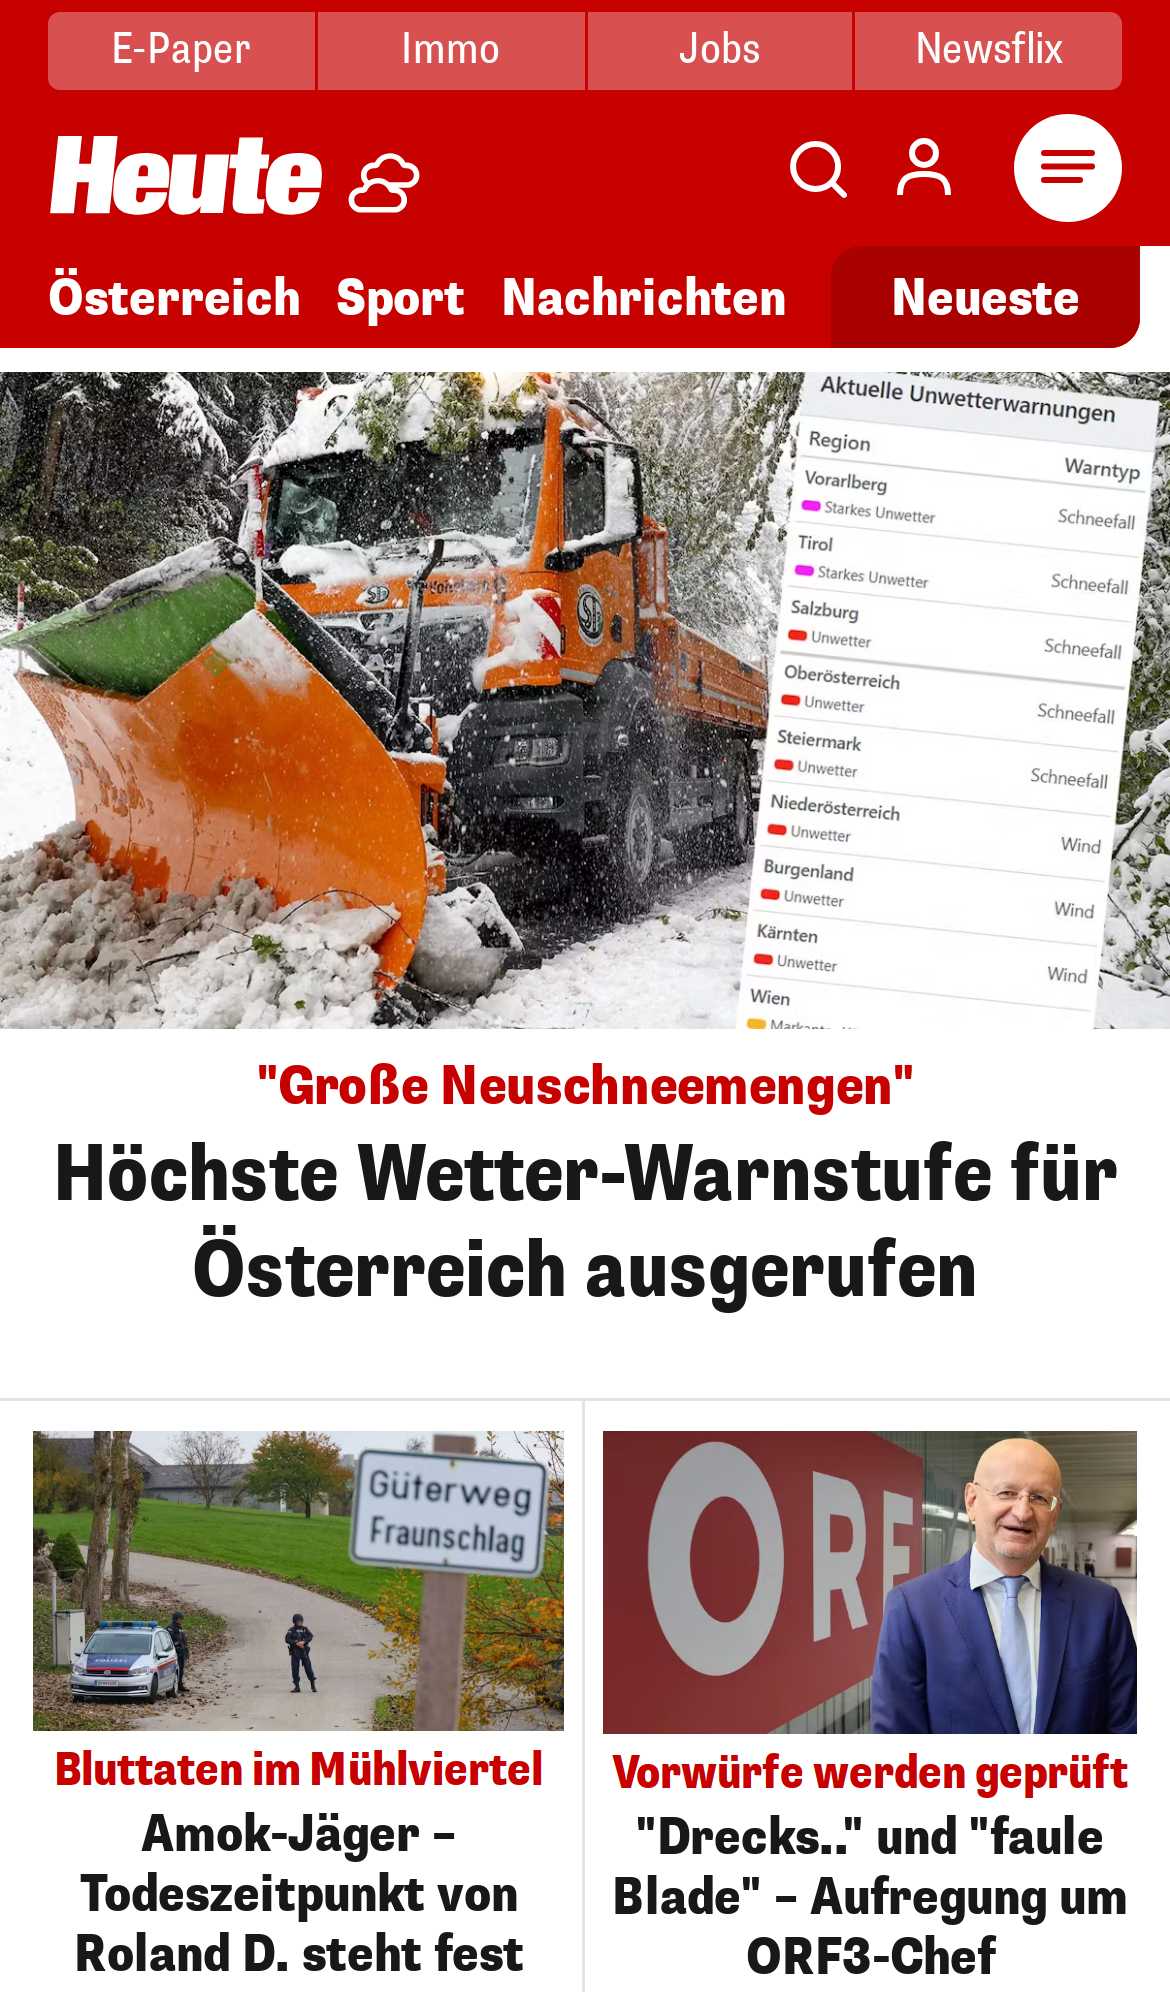 E-Paper
Immo
Jobs
Newsflix
Heute
Österreich
Sport
Nachrichten
Neueste
Aktuelle Unwetterwarnungen
Region
Warntyp
Vorarlberg
Starkes Unwetter
Schneefall
Tirol
Starkes Unwetter
Schneefall
Salzburg
Unwetter
Schneefall
Oberösterreich
Unwetter
Schneefall
Steiermark
Unwetter
Schneefall
Niederösterreich
Unwetter
Wind
Burgenland
Unwetter
Wind
Kärnten
Unwetter
Wind
Wien
"Große Neuschneemengen"
Höchste Wetter-Warnstufe für
Österreich ausgerufen
Güterweg
Fraunschlag
POLIZEI
ORF
Bluttaten im Mühlviertel
Amok-Jäger –
Todeszeitpunkt von
Roland D. steht fest
Vorwürfe werden geprüft
"Drecks.." und "faule
Blade" – Aufregung um
ORF3-Chef